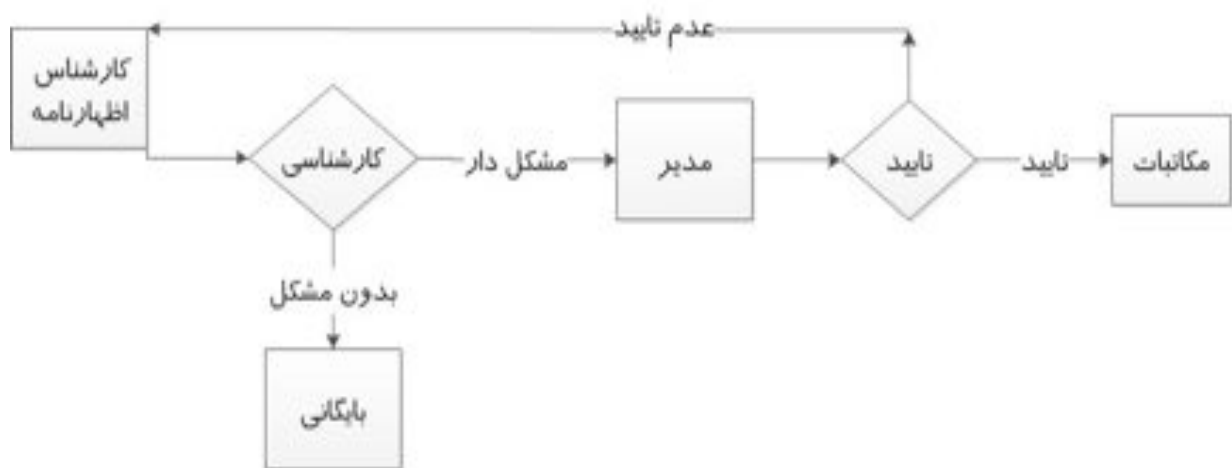 عدم تایید
کارشناس
اظهارنامه
کارشناسی
مشکل دار
مدیر
تایید
تایید
مکاتبات
بدون مشکل
بایگانی